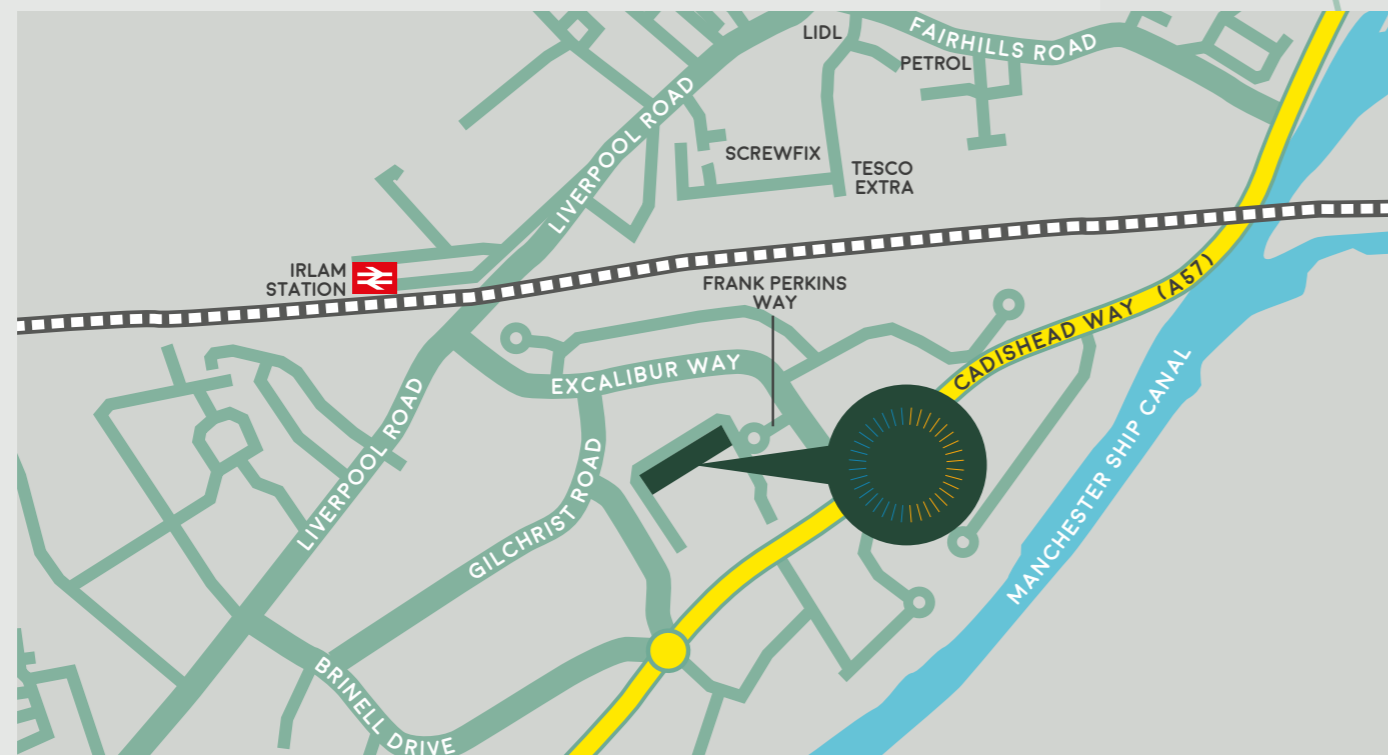 LIDL
FAIRHILLS ROAD
PETROL
LIVERPOOL ROAD
SCREWFIX
TESCO
EXTRA
IRLAM
STATION
FRANK PERKINS
WAY
CADISHEAD WAY (A57)
EXCALIBUR WAY
MANCHESTER SHIP CANAL
LIVERPOOL ROAD
GILCHRIST ROAD
BRINELL DRIVE